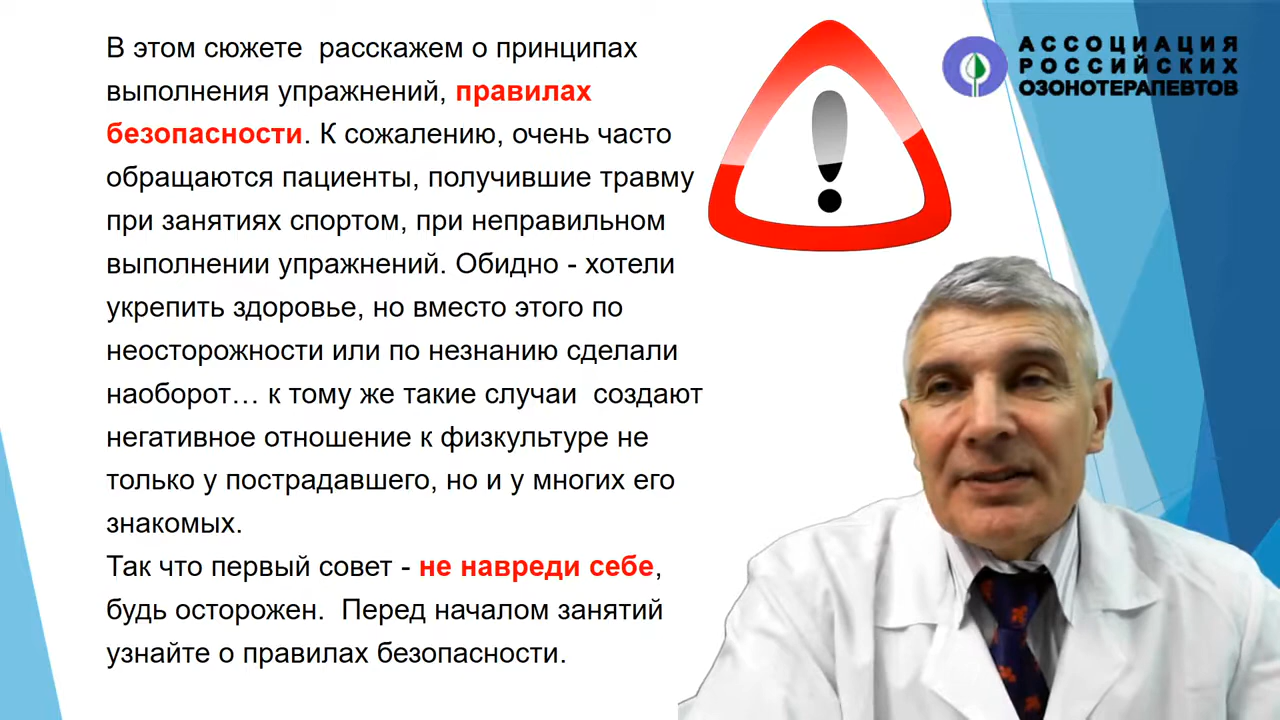 В этом сюжете  расскажем о принципах
выполнения упражнений, правилах
безопасности. К сожалению, очень часто
обращаются пациенты, получившие травму
при занятиях спортом, при неправильном
выполнении упражнений. Обидно - хотели
укрепить здоровье, но вместо этого по
неосторожности или по незнанию сделали
наоборот… к тому же такие случаи  создают
негативное отношение к физкультуре не
только у пострадавшего, но и у многих его
знакомых.
Так что первый совет - не навреди себе,
будь осторожен.  Перед началом занятий
узнайте о правилах безопасности.
АССОЦИАЦИЯ
РОССИЙСКИХ
ОЗОНОТЕРАПЕВТОВ